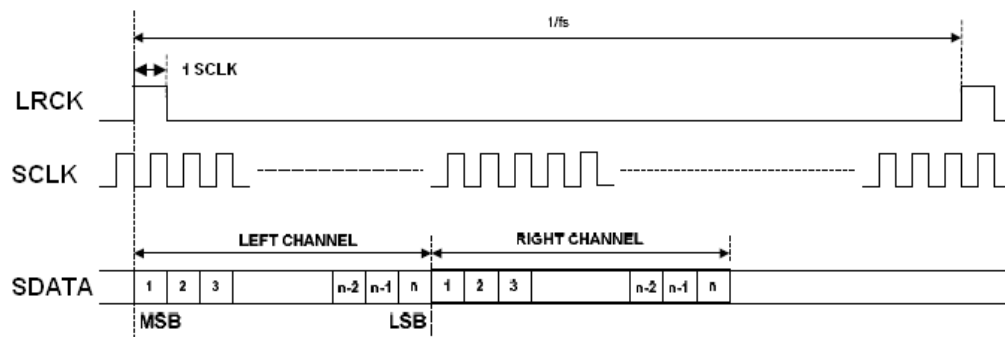 1/fs
1 SCLK
LRCK
SCLK
LEFT CHANNEL
RIGHT CHANNEL
SDATA
1 2 3 n-2 n-1 n 1 2 3 n-2 n-1 n
MSB LSB